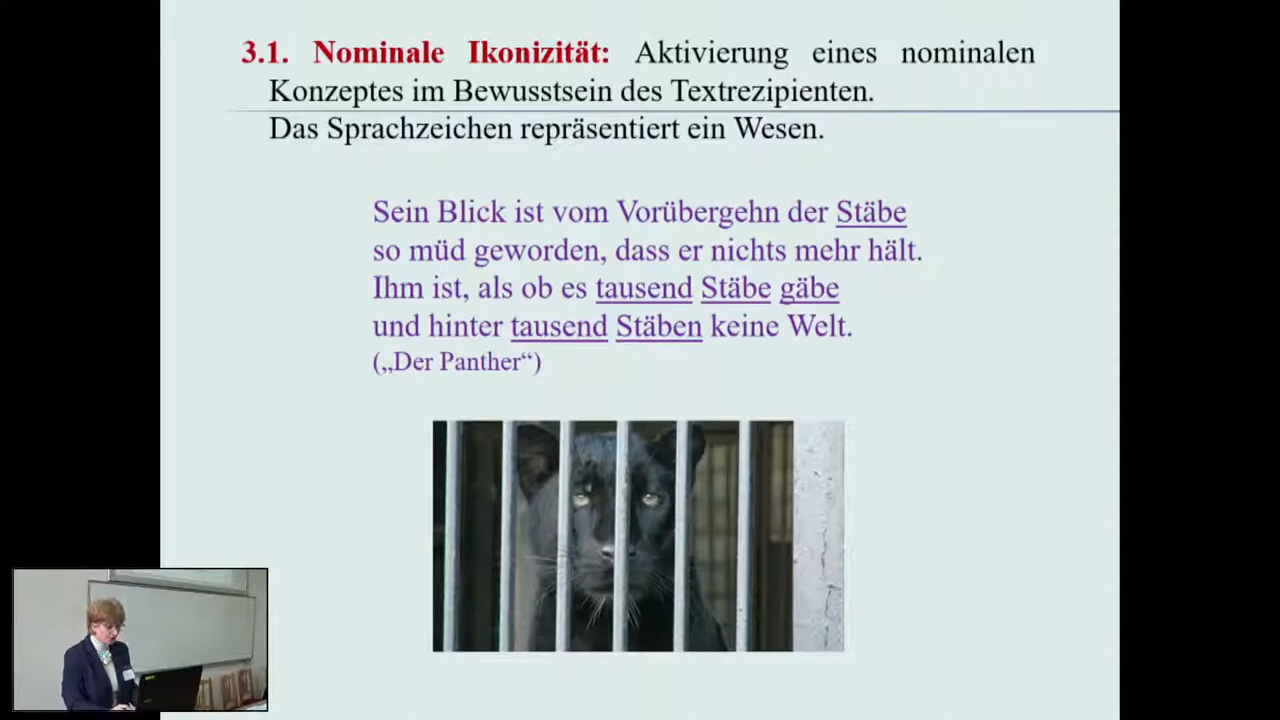 3.1. Nominale Ikonizität: Aktivierung eines nominalen
Konzeptes im Bewusstsein des Textrezipienten.
Das Sprachzeichen repräsentiert ein Wesen.
Sein Blick ist vom Vorübergehn der Stäbe
so müd geworden, dass er nichts mehr hält.
Ihm ist, als ob es tausend Stäbe gäbe
und hinter tausend Stäben keine Welt.
(„Der Panther“)